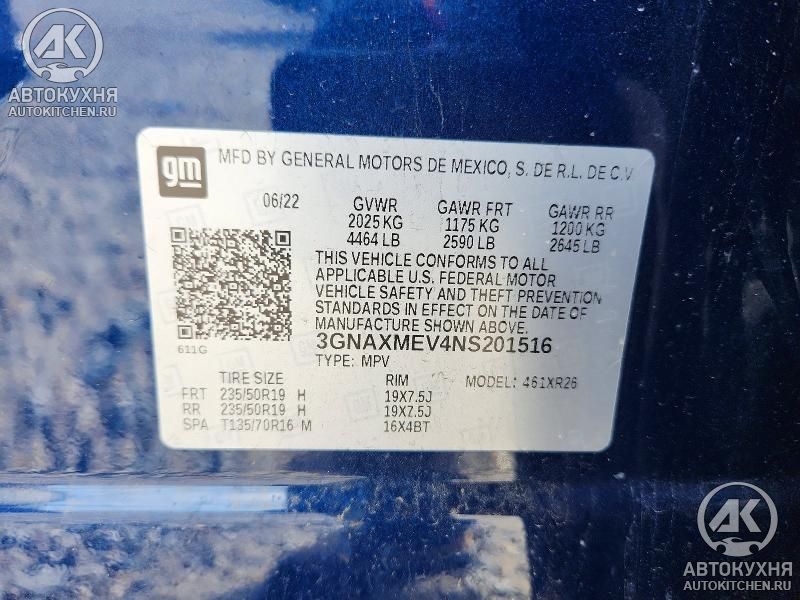 AK
АВТОКУХНЯ
AUTOKITCHEN.RU
gm MFD BY GENERAL MOTORS DE MEXICO, S. DE R.L. DE C.V
06/22 GVWR GAWR FRT GAWR RR
2025 KG 1175 KG 1200 KG
4464 LB 2590 LB 2645 LB
THIS VEHICLE CONFORMS TO ALL
APPLICABLE U.S. FEDERAL MOTOR
VEHICLE SAFETY AND THEFT PREVENTION
STANDARDS IN EFFECT ON THE DATE OF
MANUFACTURE SHOWN ABOVE.
611G 3GNAXMEV4NS201516
TYPE: MPV
TIRE SIZE RIM MODEL: 461XR26
FRT 235/50R19 H 19X7.5J
RR 235/50R19 H 19X7.5J
SPA T135/70R16 M 16X4BT
AK
АВТОКУХНЯ
AUTOKITCHEN.RU